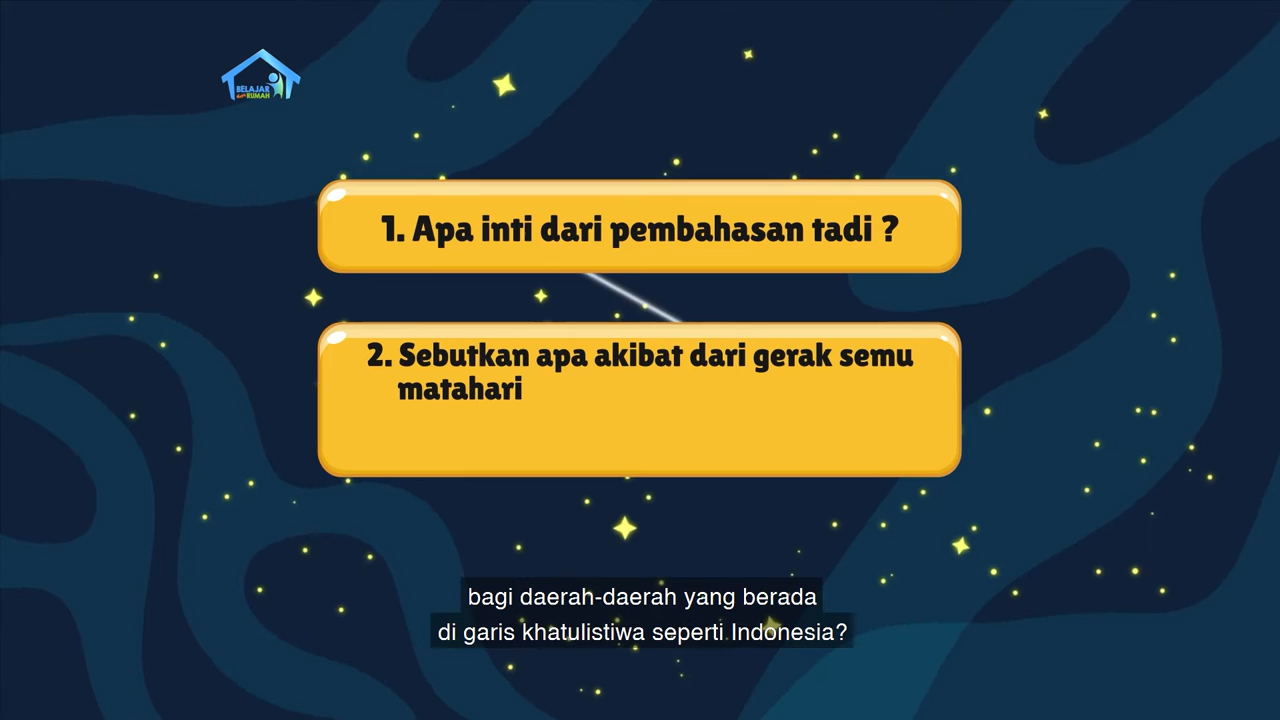 BELAJAR
dari RUMAH
1. Apa inti dari pembahasan tadi ?
2. Sebutkan apa akibat dari gerak semu
matahari
bagi daerah-daerah yang berada
di garis khatulistiwa seperti Indonesia?